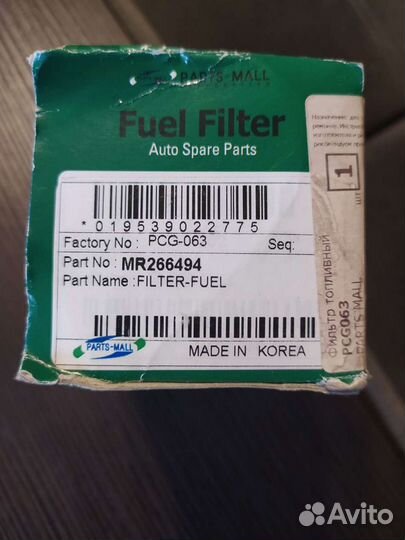 PARTS-MALL
Fuel Filter
Auto Spare Parts
*019539022775
Factory No : PCG-063 Seq:
Part No : MR266494
Part Name :FILTER-FUEL
PARTS-MALL
MADE IN KOREA
1
шт
ФИЛЬТР ТОПЛИВНЫЙ
PCG063
PARTS MALL
Avito